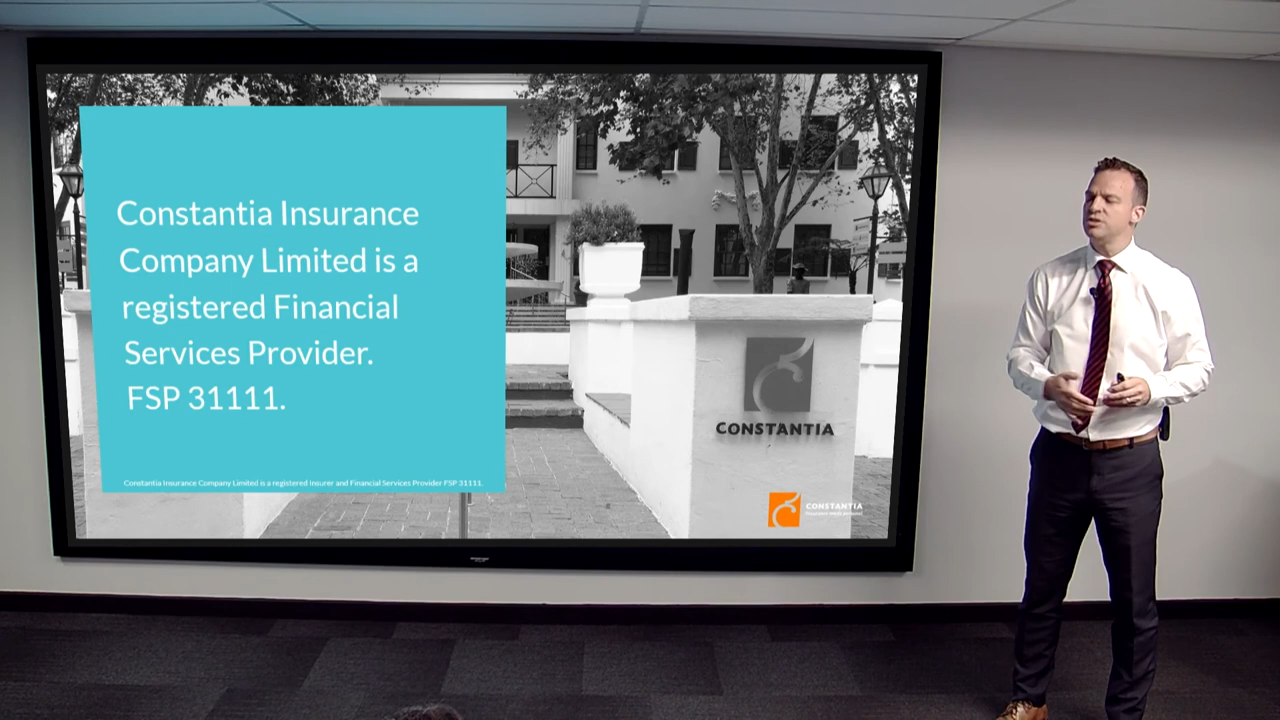 Constantia Insurance
Company Limited is a
registered Financial
Services Provider.
FSP 31111.
Constantia Insurance Company Limited is a registered Insurer and Financial Services Provider FSP 31111.
CONSTANTIA
CONSTANTIA